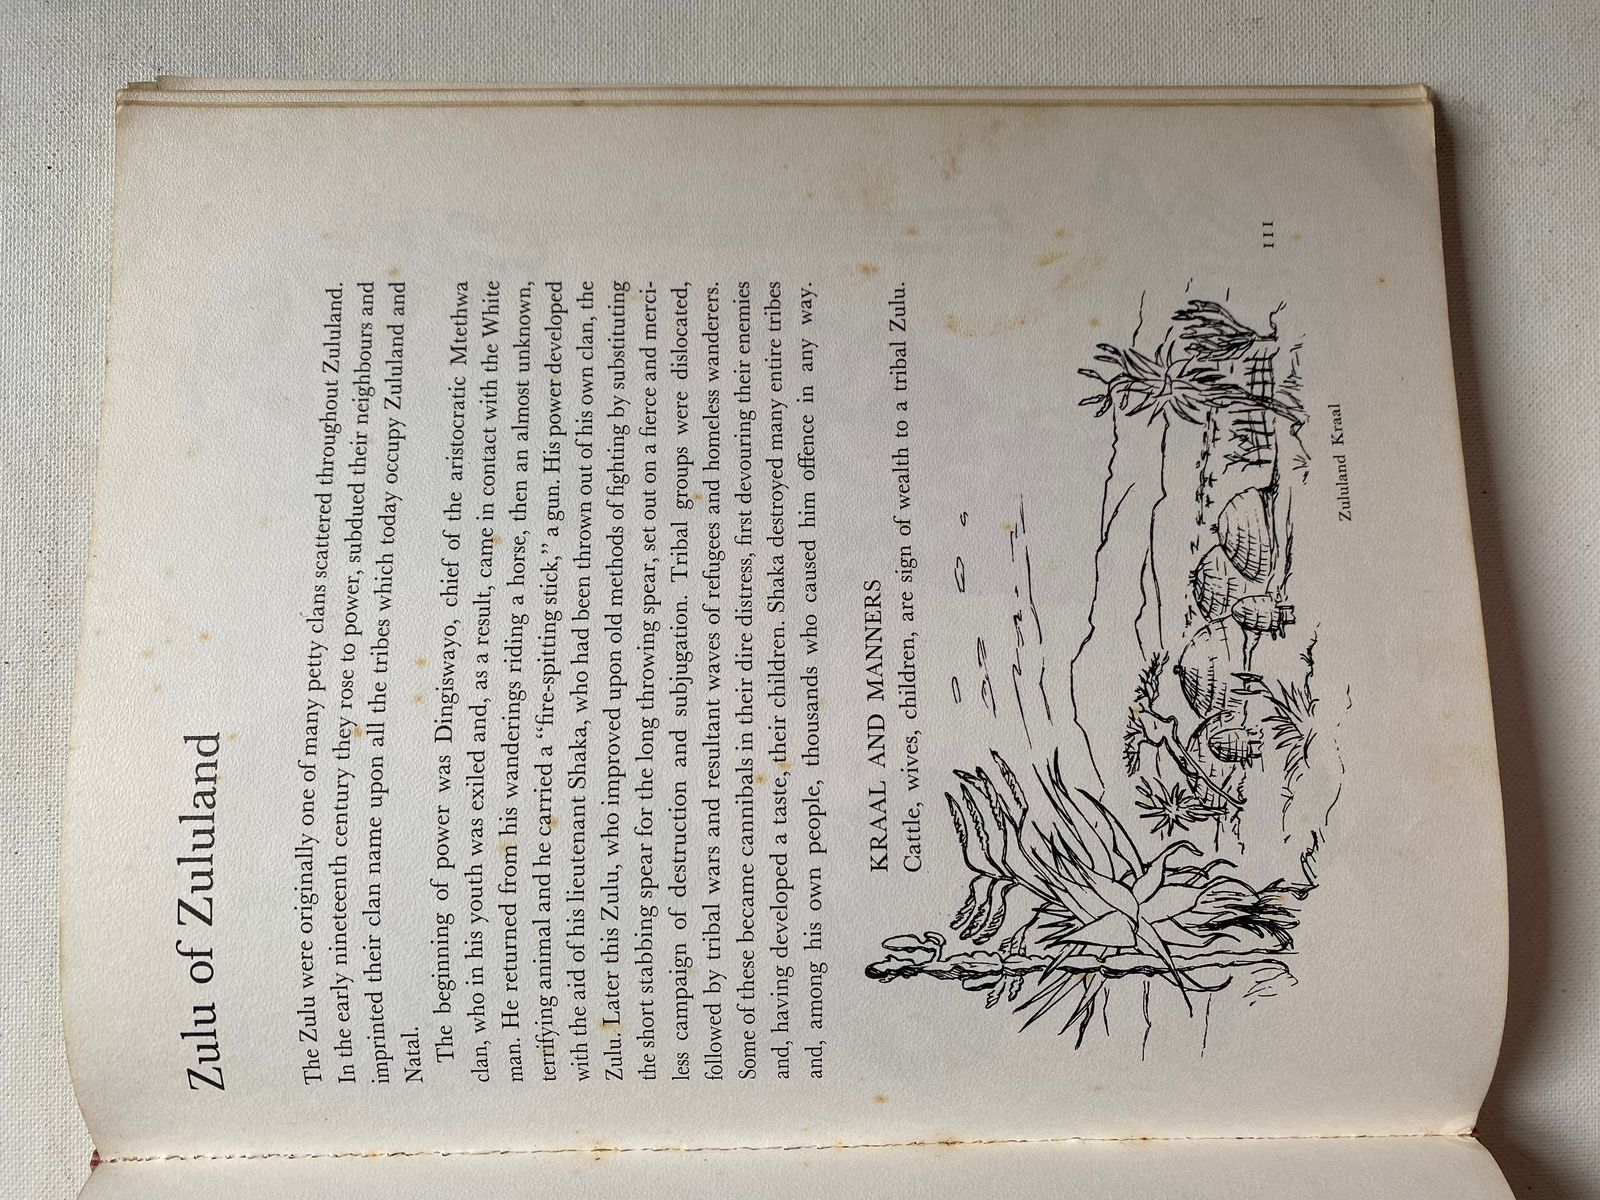 Zulu of Zululand
The Zulu were originally one of many petty clans scattered throughout Zululand.
In the early nineteenth century they rose to power, subdued their neighbours and
imprinted their clan name upon all the tribes which today occupy Zululand and
Natal.
The beginning of power was Dingiswayo, chief of the aristocratic Mtethwa
clan, who in his youth was exiled and, as a result, came in contact with the White
man. He returned from his wanderings riding a horse, then an almost unknown,
terrifying animal and he carried a “fire-spitting stick,” a gun. His power developed
with the aid of his lieutenant Shaka, who had been thrown out of his own clan, the
Zulu. Later this Zulu, who improved upon old methods of fighting by substituting
the short stabbing spear for the long throwing spear, set out on a fierce and merci-
less campaign of destruction and subjugation. Tribal groups were dislocated,
followed by tribal wars and resultant waves of refugees and homeless wanderers.
Some of these became cannibals in their dire distress, first devouring their enemies
and, having developed a taste, their children. Shaka destroyed many entire tribes
and, among his own people, thousands who caused him offence in any way.
KRAAL AND MANNERS
Cattle, wives, children, are sign of wealth to a tribal Zulu.
Zululand Kraal
111